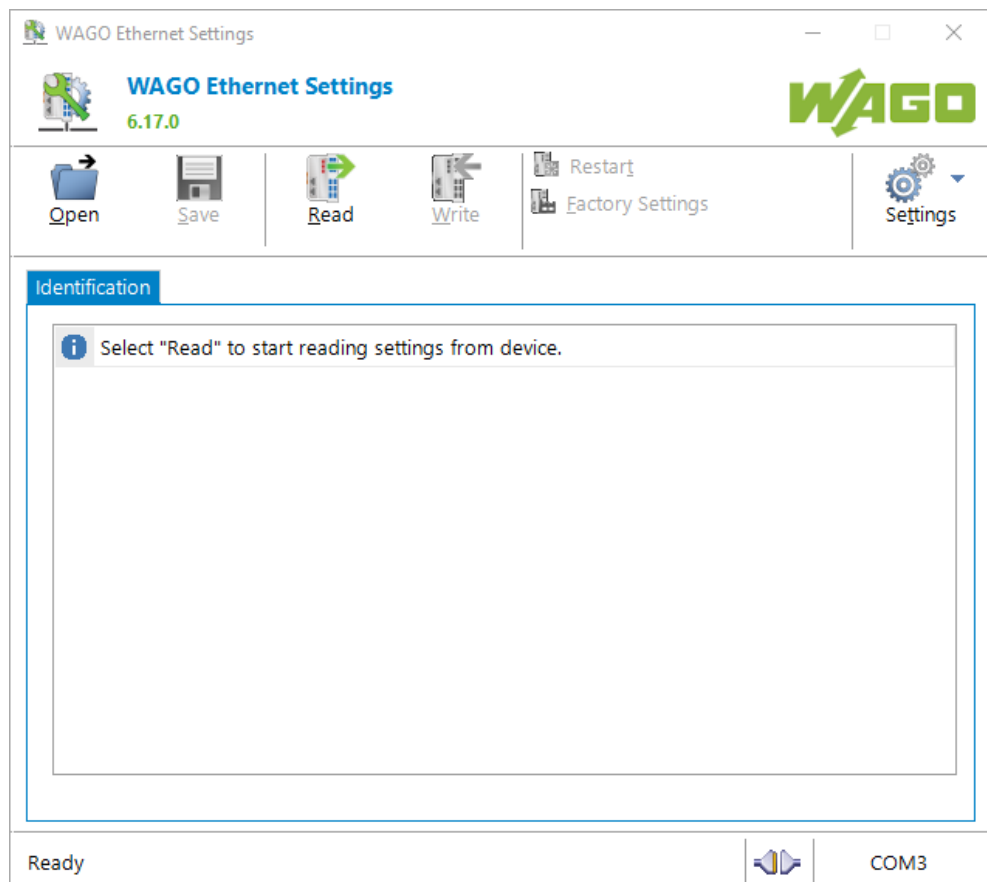 WAGO Ethernet Settings
WAGO Ethernet Settings
6.17.0
WAGO
Open
Save
Read
Write
Restart
Factory Settings
Settings
Identification
Select "Read" to start reading settings from device.
Ready
COM3